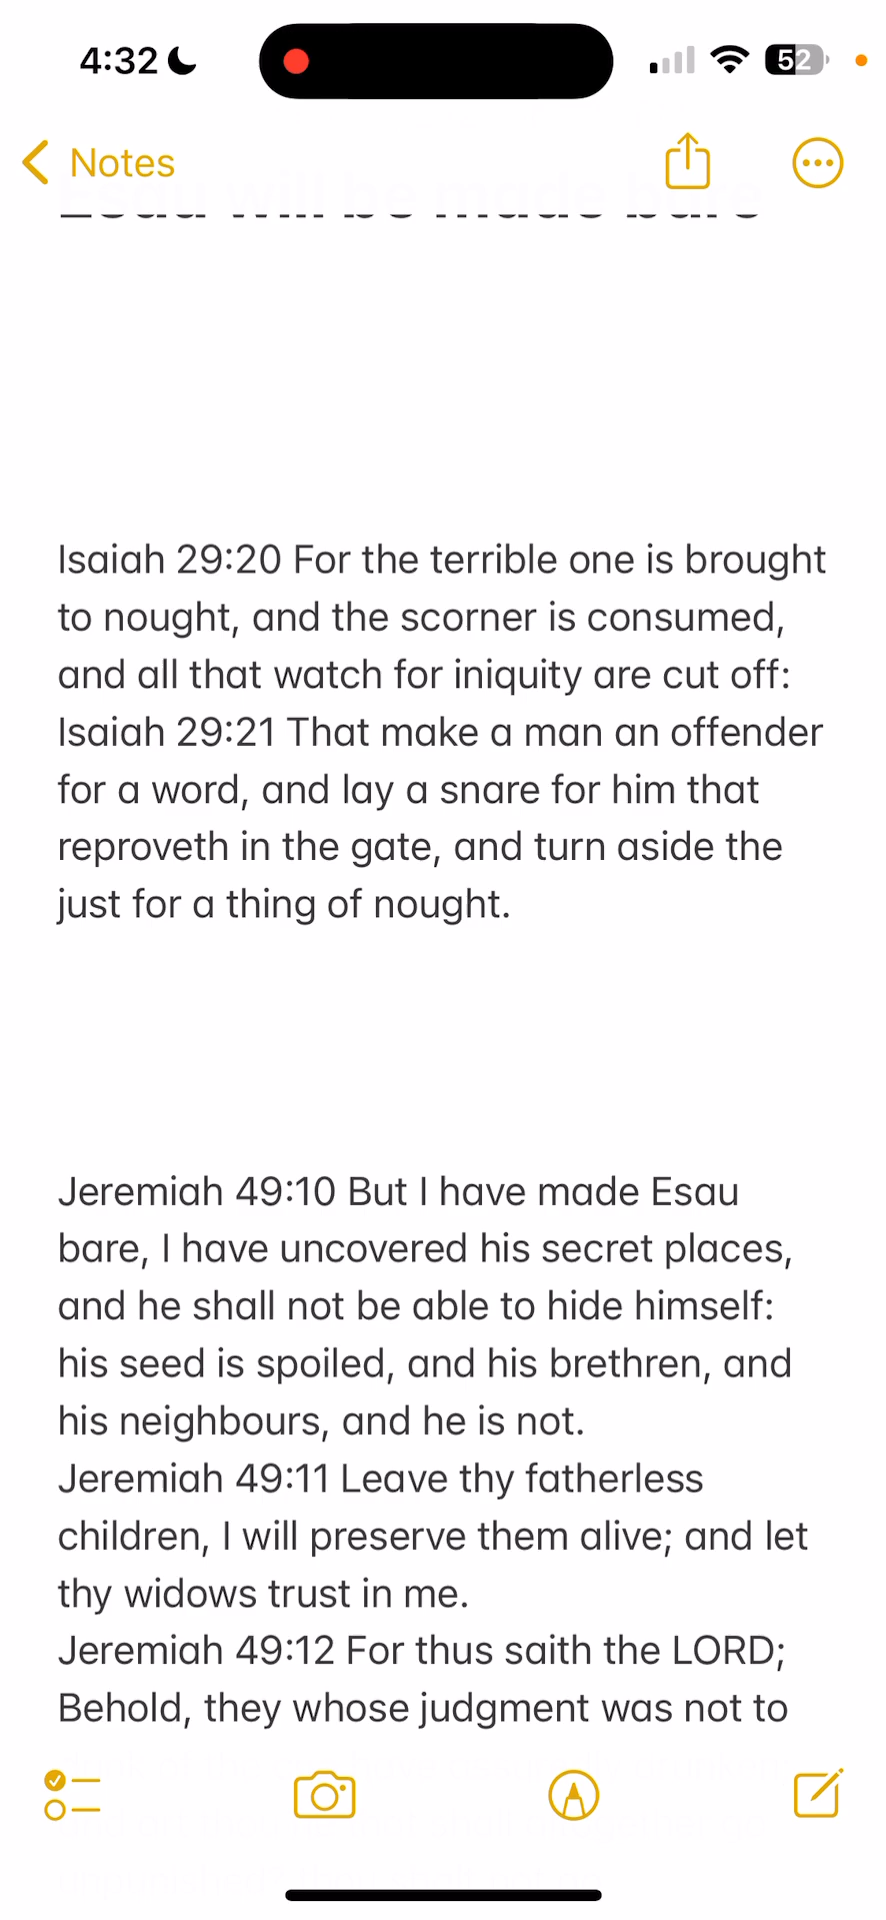 4:32
52
Notes
Esau will be made bare
Isaiah 29:20 For the terrible one is brought
to nought, and the scorner is consumed,
and all that watch for iniquity are cut off:
Isaiah 29:21 That make a man an offender
for a word, and lay a snare for him that
reproveth in the gate, and turn aside the
just for a thing of nought.
Jeremiah 49:10 But I have made Esau
bare, I have uncovered his secret places,
and he shall not be able to hide himself:
his seed is spoiled, and his brethren, and
his neighbours, and he is not.
Jeremiah 49:11 Leave thy fatherless
children, I will preserve them alive; and let
thy widows trust in me.
Jeremiah 49:12 For thus saith the LORD;
Behold, they whose judgment was not to